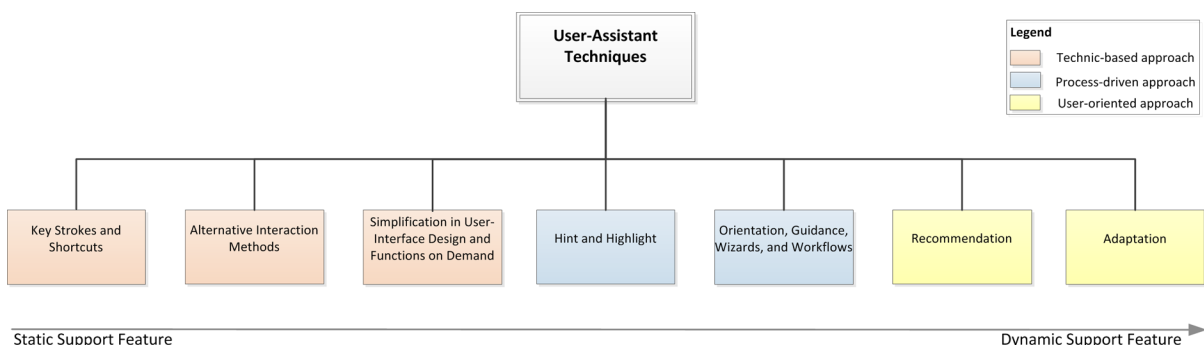 User-Assistant
Techniques
Legend
Technic-based approach
Process-driven approach
User-oriented approach
Key Strokes and
Shortcuts
Alternative Interaction
Methods
Simplification in User-
Interface Design and
Functions on Demand
Hint and Highlight
Orientation, Guidance,
Wizards, and Workflows
Recommendation
Adaptation
Static Support Feature
Dynamic Support Feature